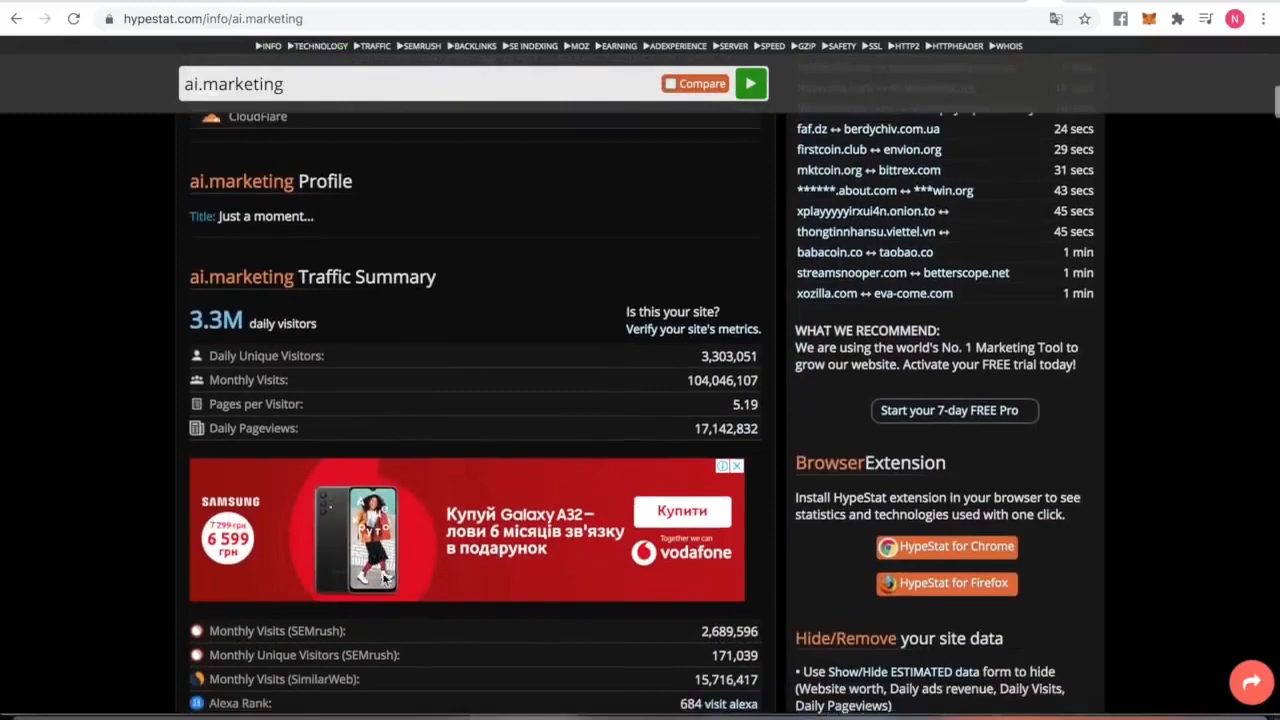 hypestat.com/info/ai.marketing
N
INFO TECHNOLOGY TRAFFIC SEMRUSH BACKLINKS SE INDEXING MOZ EARNING ADEXPERIENCE SERVER SPEED GZIP SAFETY SSL HTTP2 HTTPHEADER WHOIS
ai.marketing
Compare
CloudFlare
ai.marketing Profile
Title: Just a moment...
ai.marketing Traffic Summary
3.3M daily visitors
Is this your site?
Verify your site's metrics.
Daily Unique Visitors: 3,303,051
Monthly Visits: 104,046,107
Pages per Visitor: 5.19
Daily Pageviews: 17,142,832
SAMSUNG
7 299 грн
6 599
грн
Купуй Galaxy A32–
лови 6 місяців зв'язку
в подарунок
Купити
Together we can
vodafone
Monthly Visits (SEMrush): 2,689,596
Monthly Unique Visitors (SEMrush): 171,039
Monthly Visits (SimilarWeb): 15,716,417
Alexa Rank: 684 visit alexa
faf.dz ↔ berdychiv.com.ua 24 secs
firstcoin.club ↔ envion.org 29 secs
mktcoin.org ↔ bittrex.com 31 secs
******.about.com ↔ ***win.org 43 secs
xplayyyyyirxui4n.onion.to ↔ 45 secs
thongtinnhansu.viettel.vn ↔ 45 secs
babacoin.co ↔ taobao.co 1 min
streamsnooper.com ↔ betterscope.net 1 min
xozilla.com ↔ eva-come.com 1 min
WHAT WE RECOMMEND:
We are using the world's No. 1 Marketing Tool to
grow our website. Activate your FREE trial today!
Start your 7-day FREE Pro
BrowserExtension
Install HypeStat extension in your browser to see
statistics and technologies used with one click.
HypeStat for Chrome
HypeStat for Firefox
Hide/Remove your site data
• Use Show/Hide ESTIMATED data form to hide
(Website worth, Daily ads revenue, Daily Visits,
Daily Pageviews)